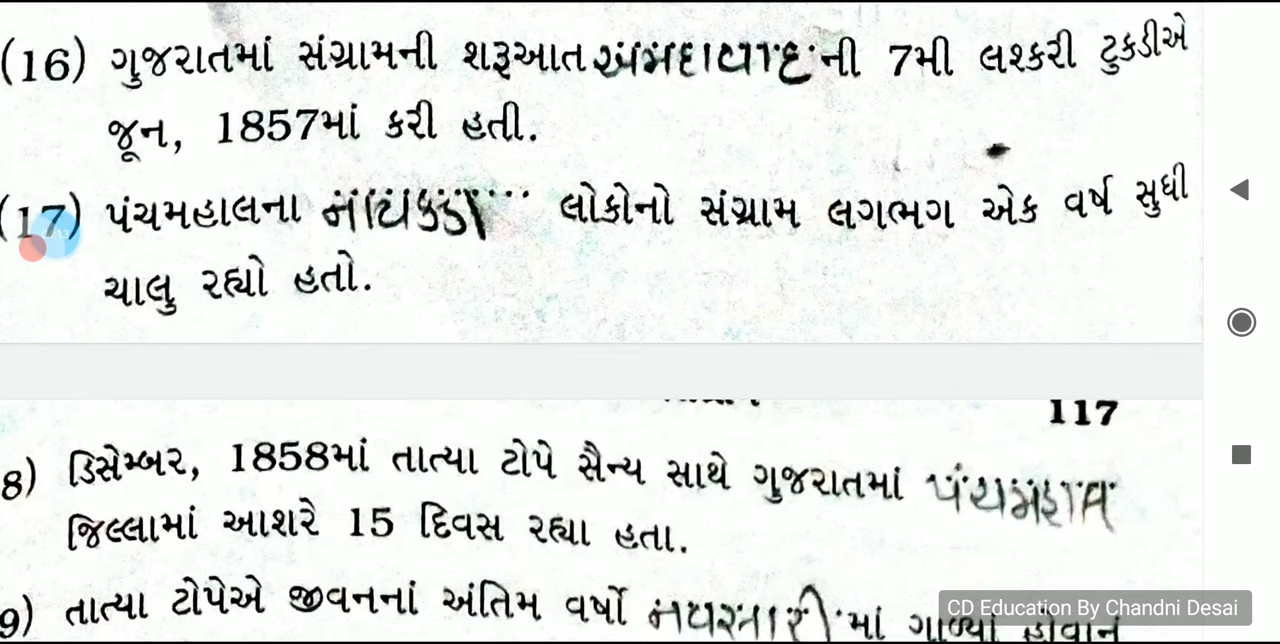 (16) ગુજરાતમાં સંગ્રામની શરૂઆત અમદાવાદ ની 7મી લશ્કરી ટુકડીએ
જૂન, 1857માં કરી હતી.
(17) પંચમહાલના નાયકડા લોકોનો સંગ્રામ લગભગ એક વર્ષ સુધી
ચાલુ રહ્યો હતો.
117
8) ડિસેમ્બર, 1858માં તાત્યા ટોપે સૈન્ય સાથે ગુજરાતમાં પંચમહાલ
જિલ્લામાં આશરે 15 દિવસ રહ્યા હતા.
9) તાત્યા ટોપેએ જીવનનાં અંતિમ વર્ષો નવસારી માં ગાળ્યાં હોવાનું
CD Education By Chandni Desai